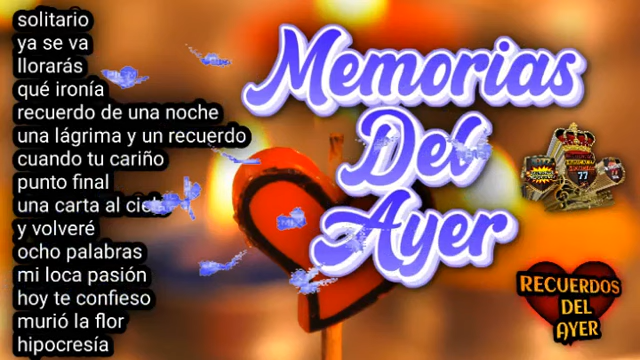 solitario
ya se va
llorarás
qué ironía
recuerdo de una noche
una lágrima y un recuerdo
cuando tu cariño
punto final
una carta al cielo
y volveré
ocho palabras
mi loca pasión
hoy te confieso
murió la flor
hipocresía
Memorias
Del
Ayer
77
RECUERDOS
DEL
AYER